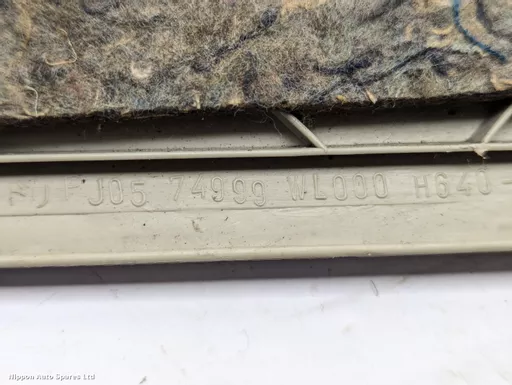 J05 74999 WL000 H640-
Nippon Auto Spares Ltd